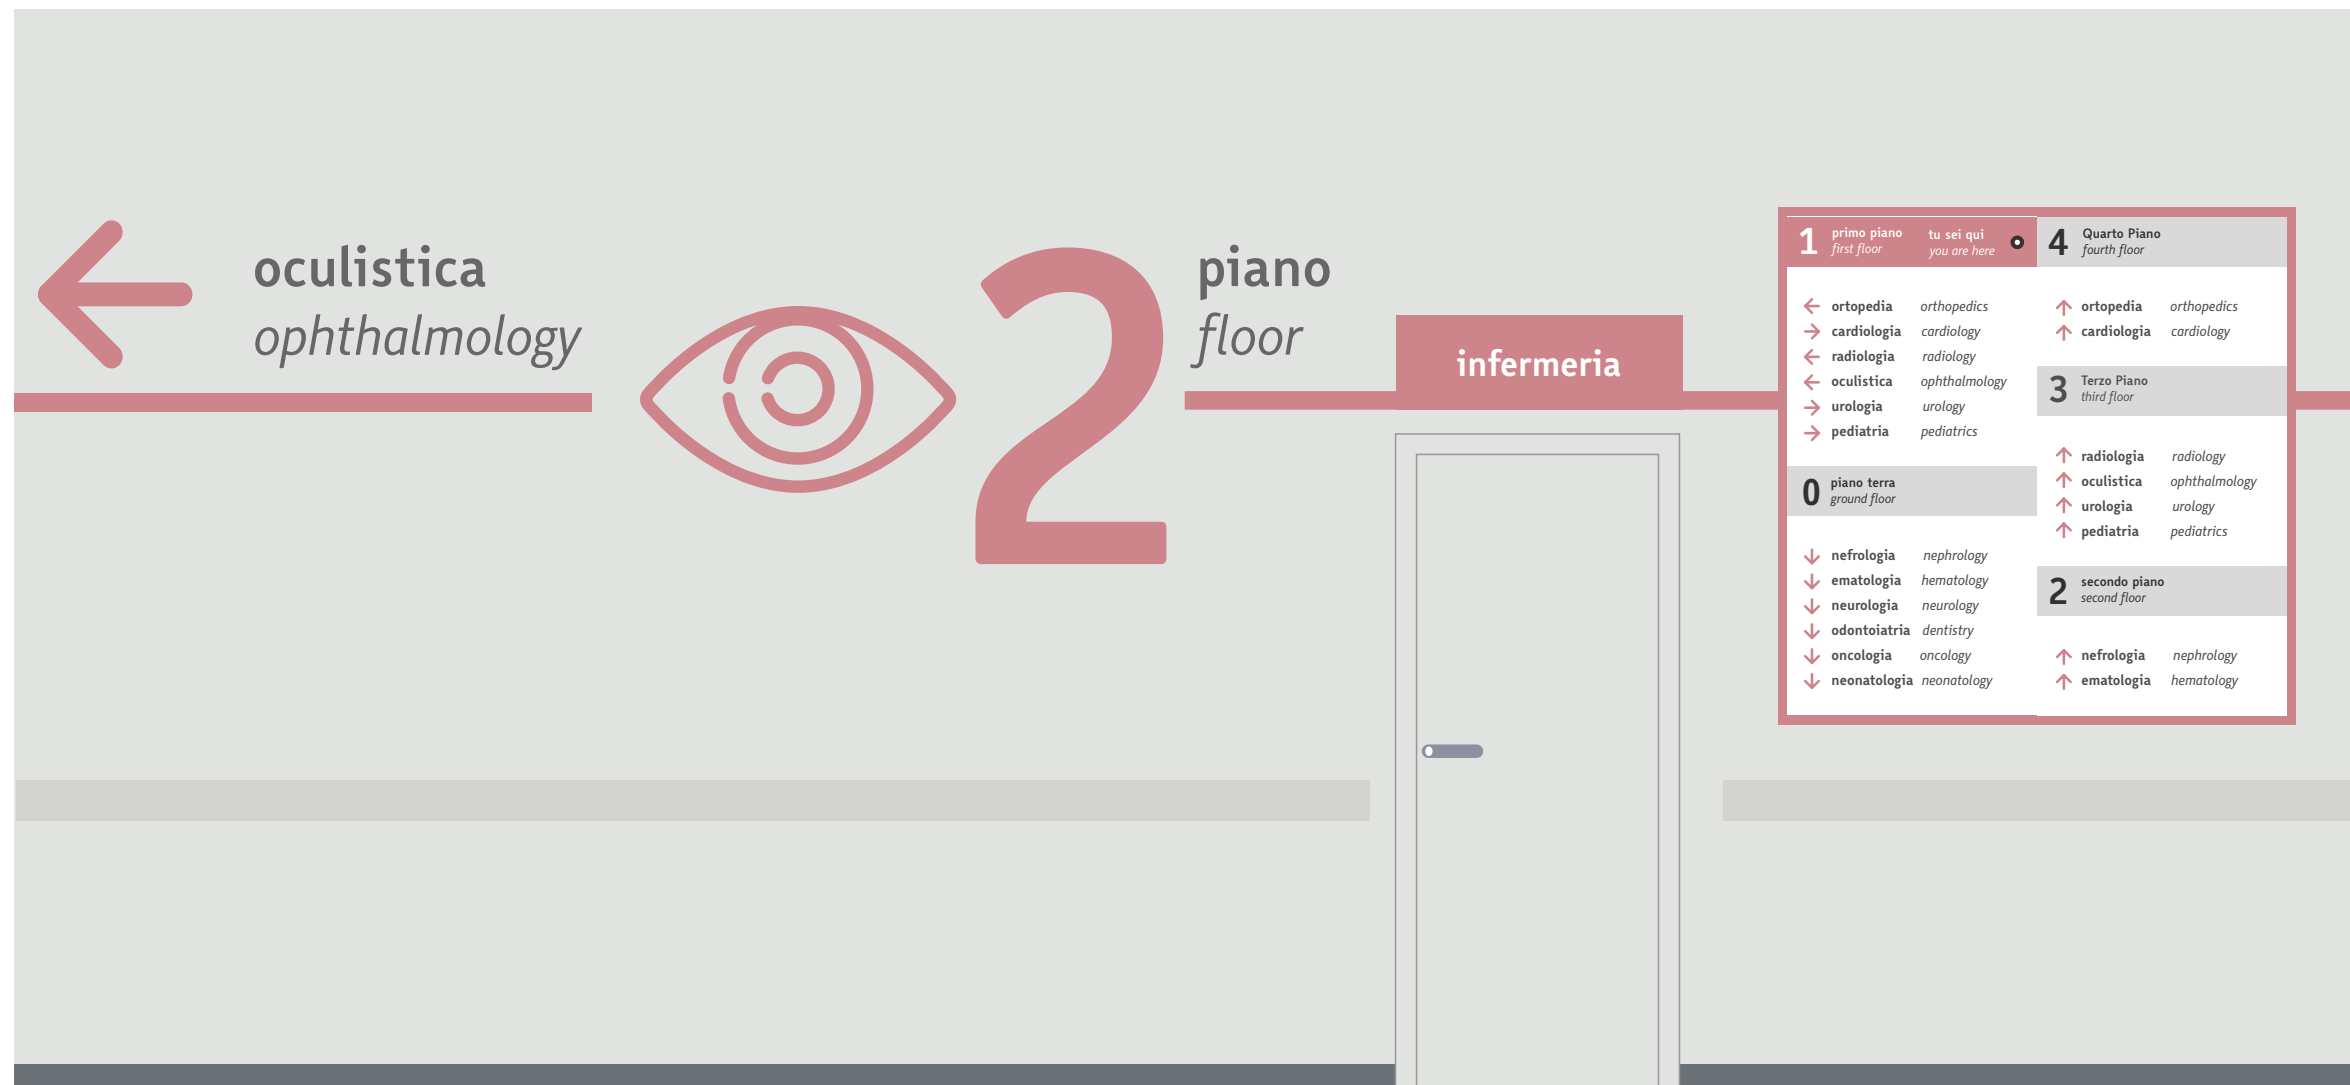 oculistica
ophthalmology
2
piano
floor
infermeria
1 primo piano tu sei qui
first floor you are here
ortopedia orthopedics
cardiologia cardiology
radiologia radiology
oculistica ophthalmology
urologia urology
pediatria pediatrics
0 piano terra
ground floor
nefrologia nephrology
ematologia hematology
neurologia neurology
odontoiatria dentistry
oncologia oncology
neonatologia neonatology
4 Quarto Piano
fourth floor
ortopedia orthopedics
cardiologia cardiology
3 Terzo Piano
third floor
radiologia radiology
oculistica ophthalmology
urologia urology
pediatria pediatrics
2 secondo piano
second floor
nefrologia nephrology
ematologia hematology